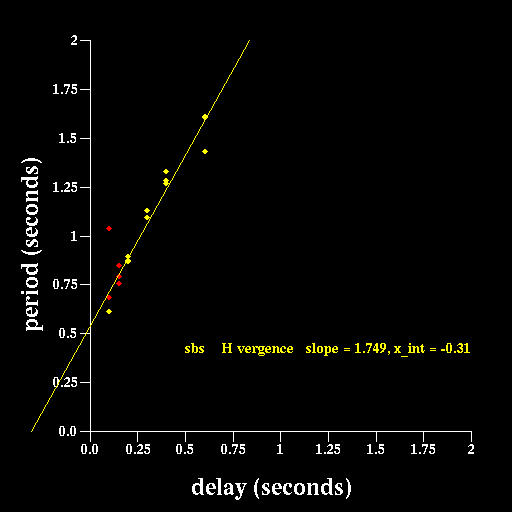 2
1.75
1.5
1.25
1
0.75
0.5
0.25
0.0
period (seconds)
sbs H vergence slope = 1.749, x_int = -0.31
0.0 0.25 0.5 0.75 1 1.25 1.5 1.75 2
delay (seconds)